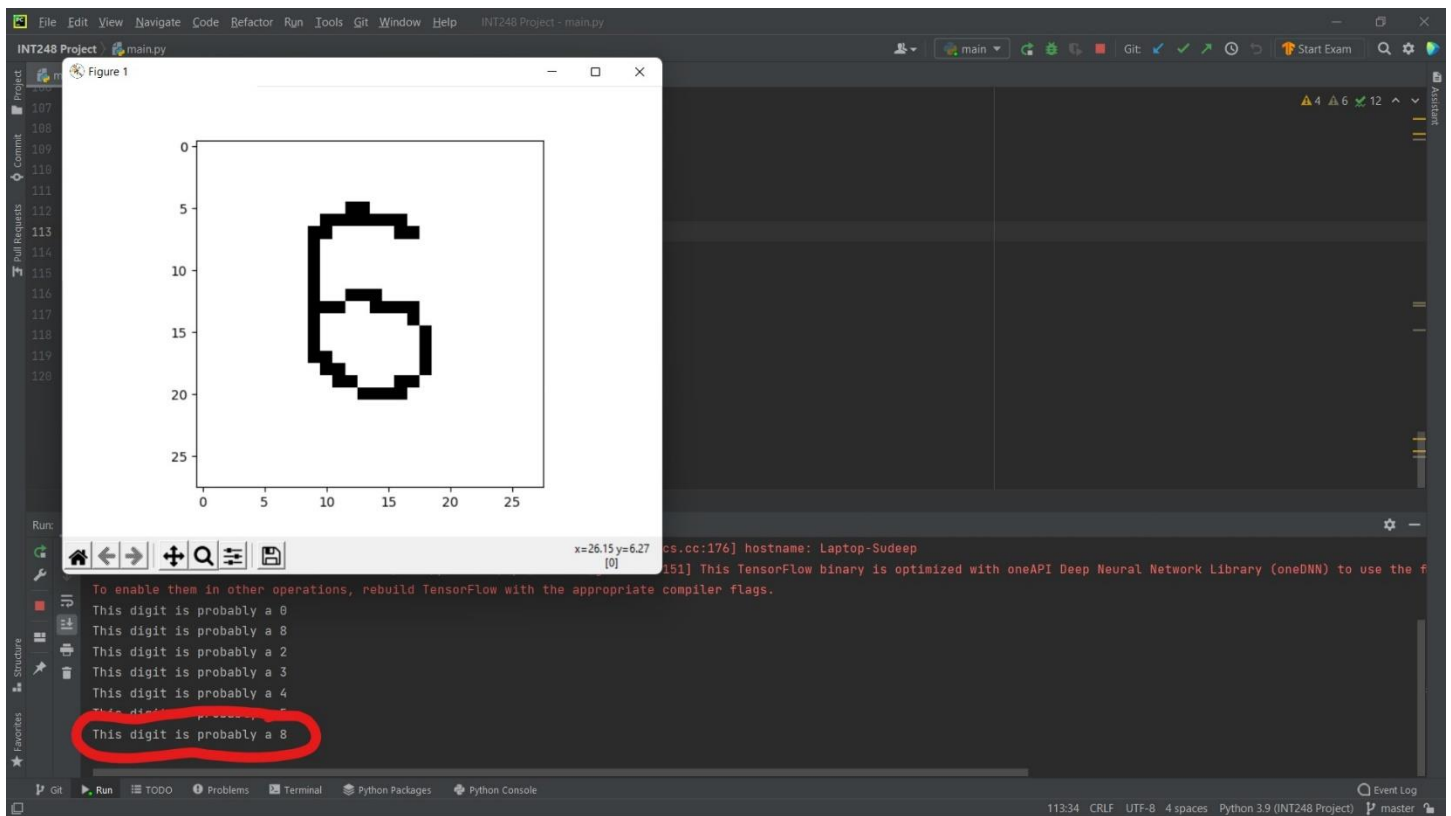 File Edit View Navigate Code Refactor Run Tools Git Window Help INT248 Project - main.py
INT248 Project main.py main Git: Start Exam
Figure 1
Project
Commit
Pull Requests
Structure
Favorites
Assistant
4 6 12
107
108
109
110
111
112
113
114
115
116
117
118
119
120
0
5
10
15
20
25
0 5 10 15 20 25
6
x=26.15 y=6.27
[0]
Run:
cs.cc:176] hostname: Laptop-Sudeep
151] This TensorFlow binary is optimized with oneAPI Deep Neural Network Library (oneDNN) to use the f
To enable them in other operations, rebuild TensorFlow with the appropriate compiler flags.
This digit is probably a 0
This digit is probably a 8
This digit is probably a 2
This digit is probably a 3
This digit is probably a 4
This digit is probably a 8
Git Run TODO Problems Terminal Python Packages Python Console Event Log
113:34 CRLF UTF-8 4 spaces Python 3.9 (INT248 Project) master